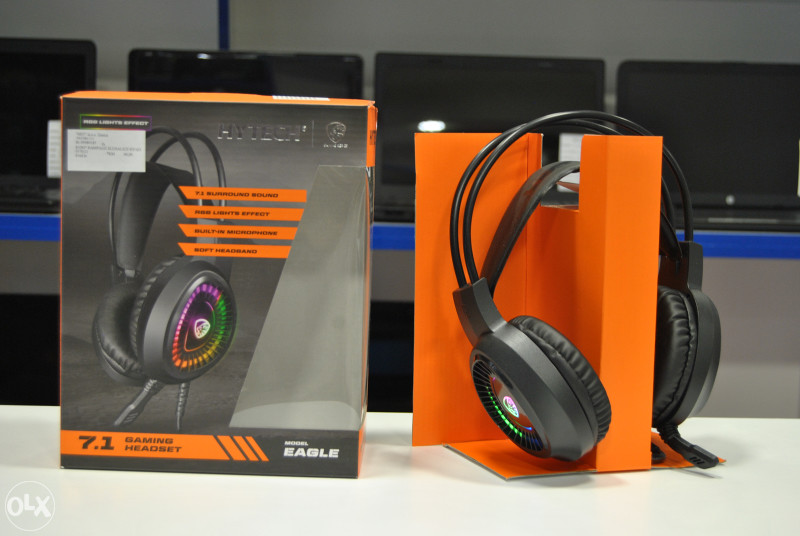 RGB LIGHTS EFFECT
HYTECH
7.1 SURROUND SOUND
RGB LIGHTS EFFECT
BUILT-IN MICROPHONE
SOFT HEADBAND
7.1 GAMING
HEADSET
MODEL
EAGLE
OLX